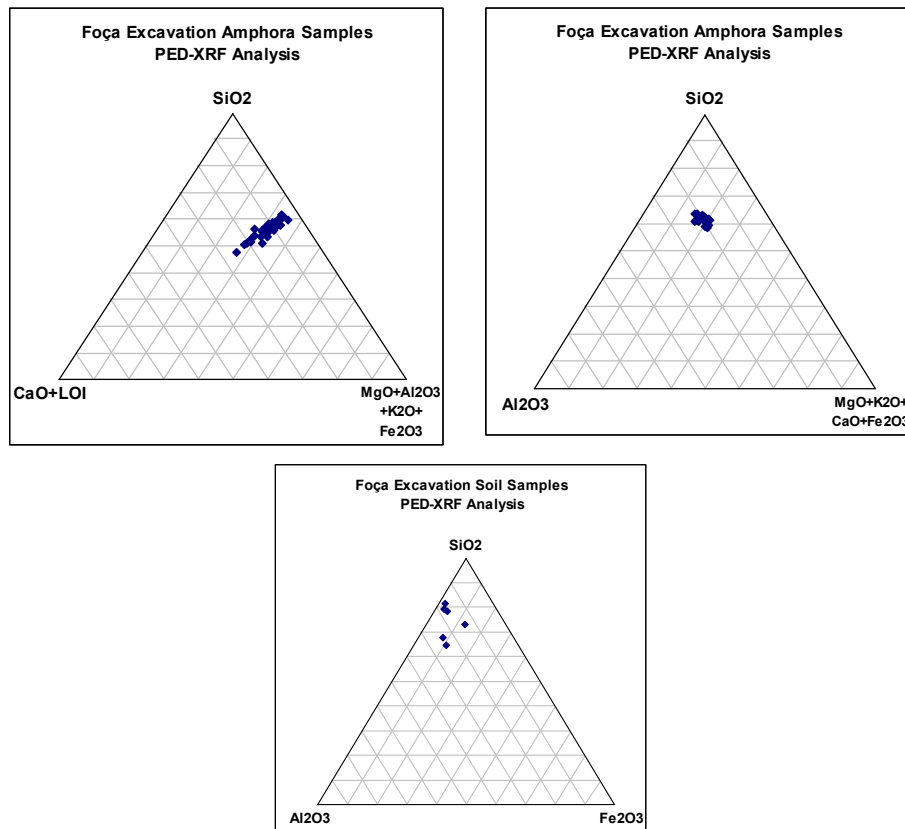 Foça Excavation Amphora Samples
PED-XRF Analysis
SiO2
CaO+LOI
MgO+Al2O3
+K2O+
Fe2O3
Foça Excavation Amphora Samples
PED-XRF Analysis
SiO2
Al2O3
MgO+K2O+
CaO+Fe2O3
Foça Excavation Soil Samples
PED-XRF Analysis
SiO2
Al2O3
Fe2O3